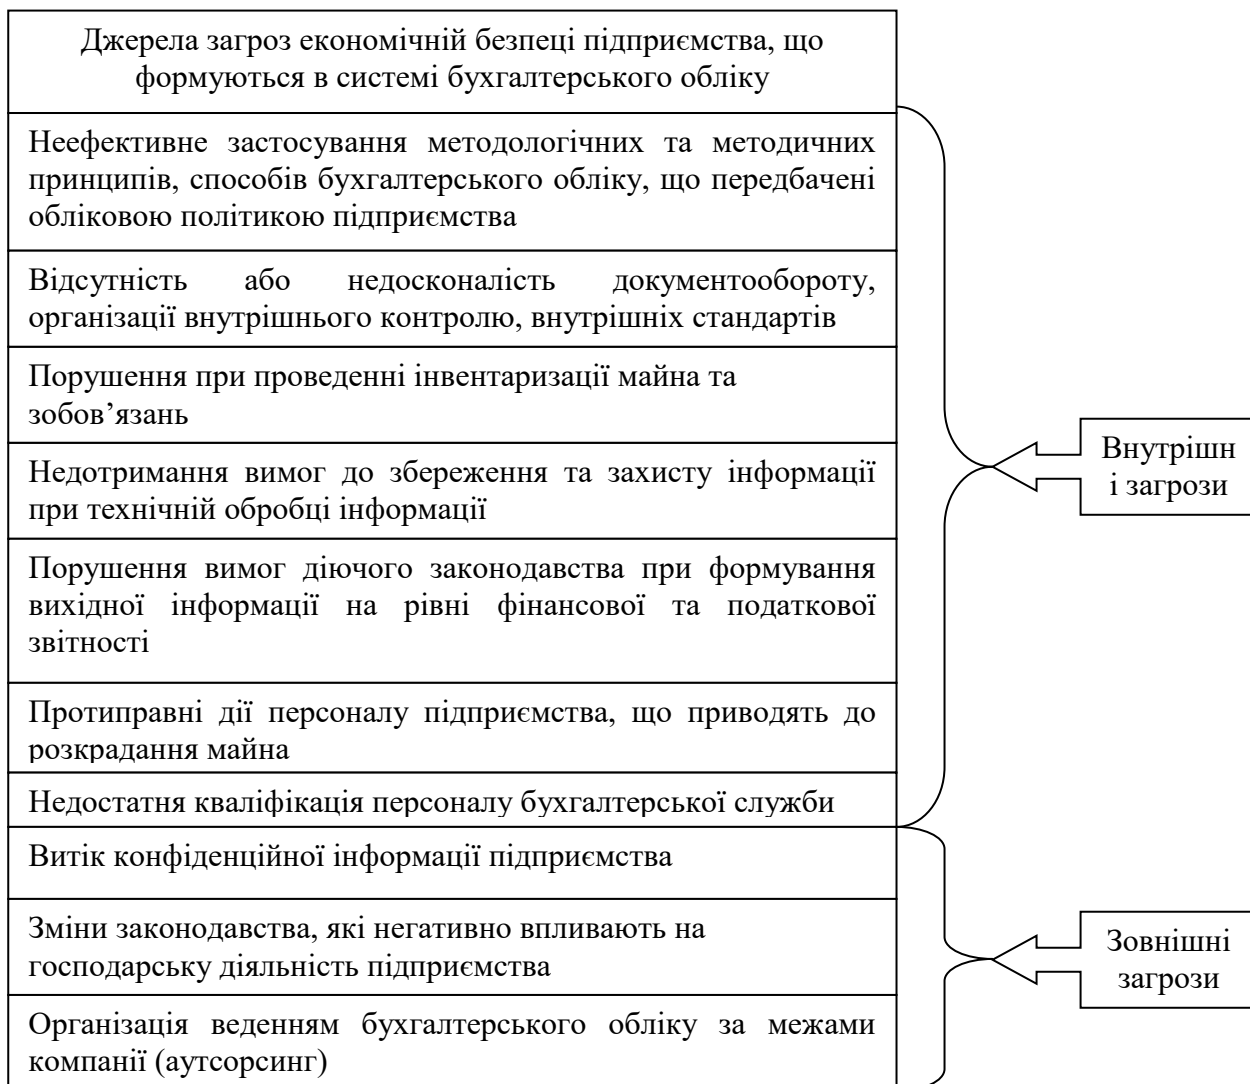 Джерела загроз економічній безпеці підприємства, що
формуються в системі бухгалтерського обліку
Неефективне застосування методологічних та методичних
принципів, способів бухгалтерського обліку, що передбачені
обліковою політикою підприємства
Відсутність або недосконалість документообороту,
організації внутрішнього контролю, внутрішніх стандартів
Порушення при проведенні інвентаризації майна та
зобов’язань
Недотримання вимог до збереження та захисту інформації
при технічній обробці інформації
Порушення вимог діючого законодавства при формування
вихідної інформації на рівні фінансової та податкової
звітності
Протиправні дії персоналу підприємства, що приводять до
розкрадання майна
Недостатня кваліфікація персоналу бухгалтерської служби
Внутрішн
і загрози
Витік конфіденційної інформації підприємства
Зміни законодавства, які негативно впливають на
господарську діяльність підприємства
Організація веденням бухгалтерського обліку за межами
компанії (аутсорсинг)
Зовнішні
загрози